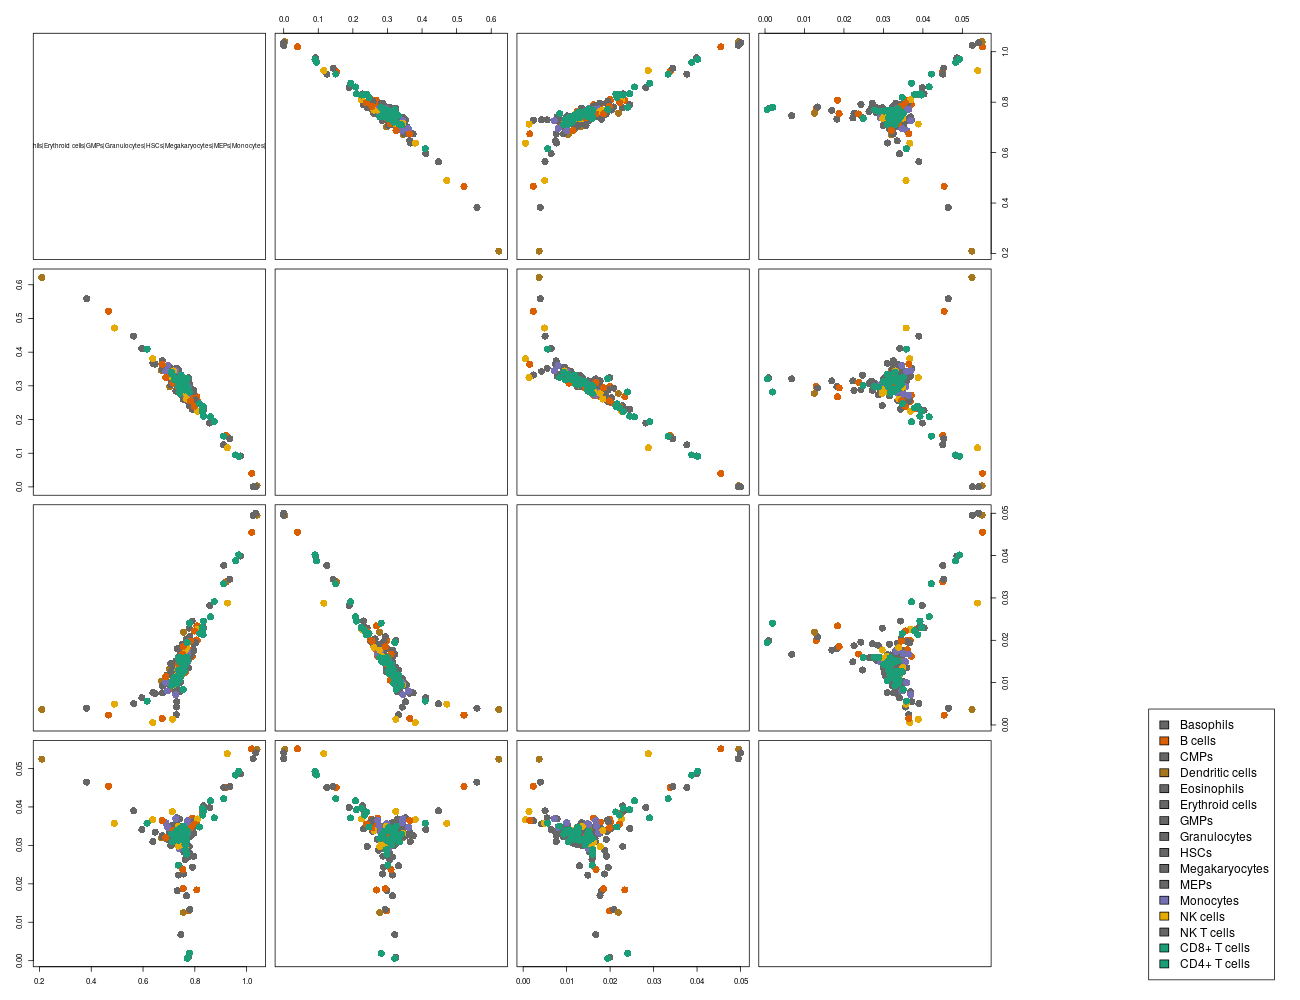 0.0 0.1 0.2 0.3 0.4 0.5 0.6
0.00 0.01 0.02 0.03 0.04 0.05
0.2 0.4 0.6 0.8 1.0
hils|Erythroid cells|GMPs|Granulocytes|HSCs|Megakaryocytes|MEPs|Monocytes|
0.0 0.1 0.2 0.3 0.4 0.5 0.6
0.00 0.01 0.02 0.03 0.04 0.05
0.00 0.01 0.02 0.03 0.04 0.05
0.2 0.4 0.6 0.8 1.0
0.00 0.01 0.02 0.03 0.04 0.05
Basophils
B cells
CMPs
Dendritic cells
Eosinophils
Erythroid cells
GMPs
Granulocytes
HSCs
Megakaryocytes
MEPs
Monocytes
NK cells
NK T cells
CD8+ T cells
CD4+ T cells